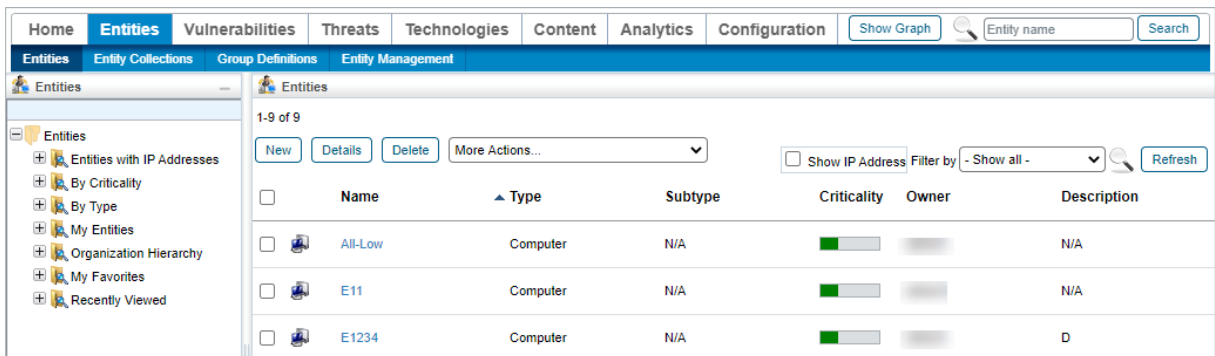 Home Entities Vulnerabilities Threats Technologies Content Analytics Configuration Show Graph Entity name Search
Entities Entity Collections Group Definitions Entity Management
Entities
Entities
Entities with IP Addresses
By Criticality
By Type
My Entities
Organization Hierarchy
My Favorites
Recently Viewed
Entities
1-9 of 9
New Details Delete More Actions... Show IP Address Filter by - Show all - Refresh
Name Type Subtype Criticality Owner Description
All-Low Computer N/A N/A
E11 Computer N/A N/A
E1234 Computer N/A D